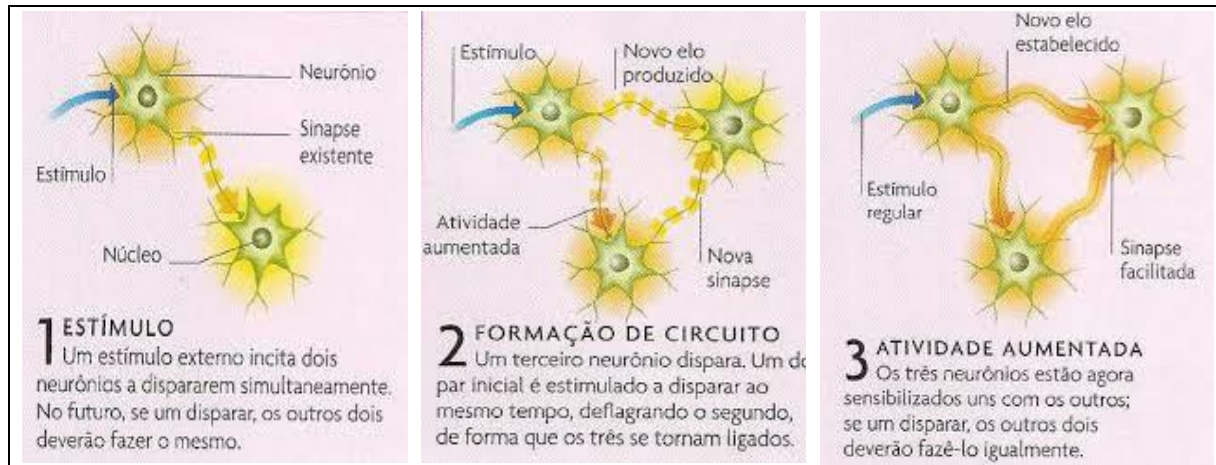 Neurônio
Sinapse
existente
Estímulo
Núcleo
1 ESTÍMULO
Um estímulo externo incita dois
neurônios a dispararem simultaneamente.
No futuro, se um disparar, os outros dois
deverão fazer o mesmo.
Estímulo
Novo elo
produzido
Atividade
aumentada
Nova
sinapse
2 FORMAÇÃO DE CIRCUITO
Um terceiro neurônio dispara. Um do
par inicial é estimulado a disparar ao
mesmo tempo, deflagrando o segundo,
de forma que os três se tornam ligados.
Novo elo
estabelecido
Estímulo
regular
Sinapse
facilitada
3 ATIVIDADE AUMENTADA
Os três neurônios estão agora
sensibilizados uns com os outros;
se um disparar, os outros dois
deverão fazê-lo igualmente.